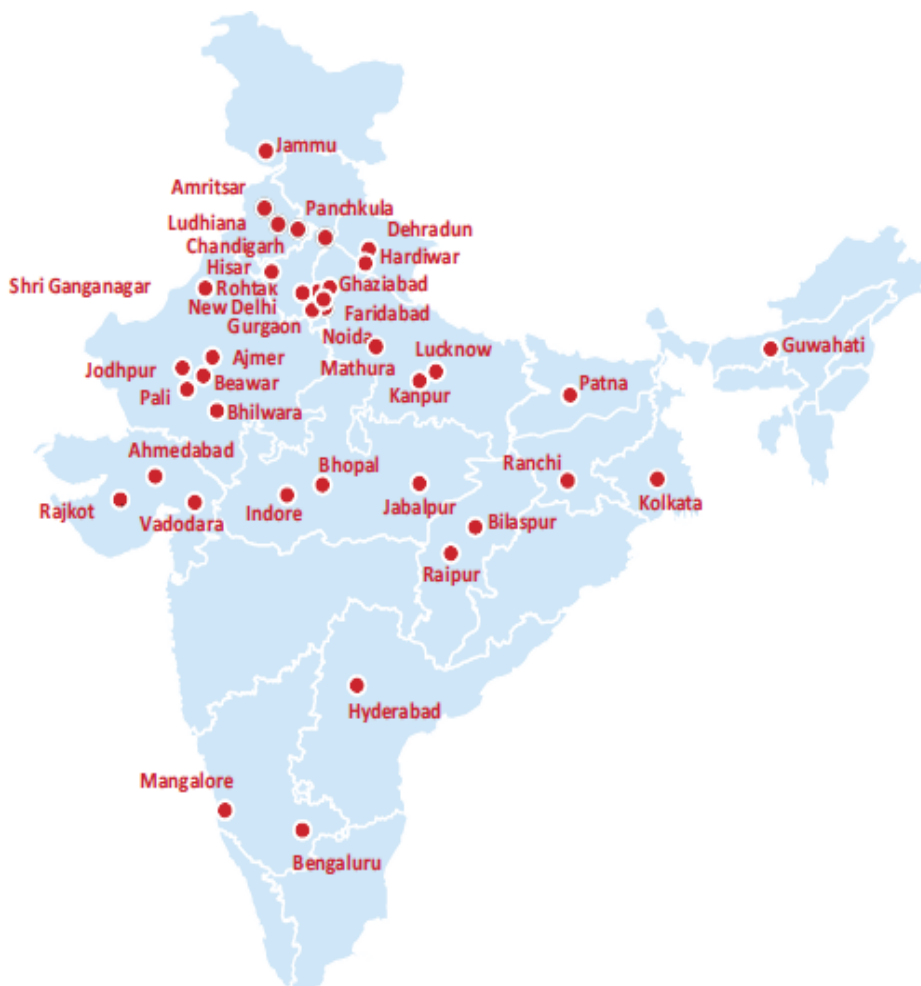 Jammu
Amritsar
Panchkula
Ludhiana
Dehradun
Chandigarh
Hardiwar
Hisar
Shri Ganganagar
Rohtak
Ghaziabad
New Delhi
Faridabad
Gurgaon
Noida
Mathura
Lucknow
Guwahati
Ajmer
Jodhpur
Beawar
Kanpur
Patna
Pali
Bhilwara
Ahmedabad
Bhopal
Ranchi
Rajkot
Vadodara
Indore
Jabalpur
Kolkata
Bilaspur
Raipur
Hyderabad
Mangalore
Bengaluru